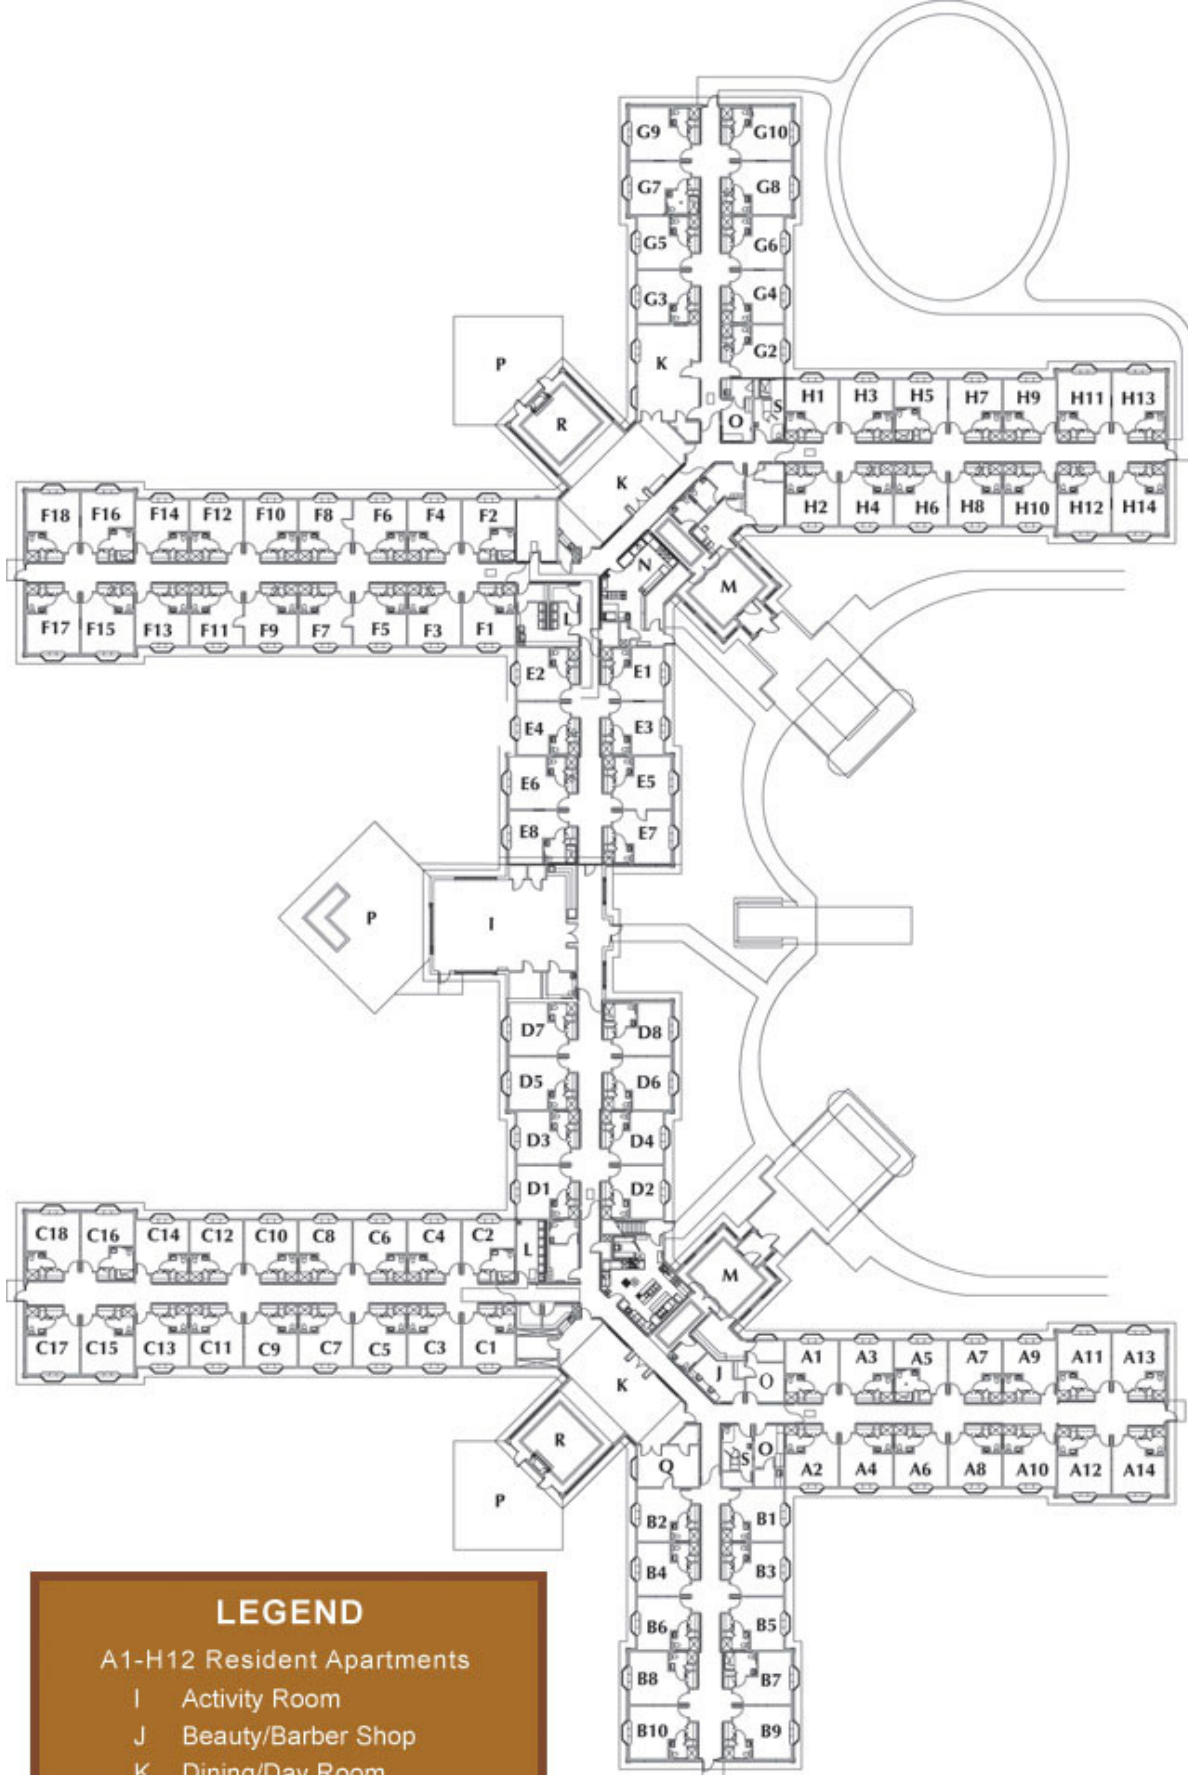 G9 G10
G7 G8
G5 G6
G3 G4
K G2
P
R
O S
H1 H3 H5 H7 H9 H11 H13
K
H2 H4 H6 H8 H10 H12 H14
F18 F16 F14 F12 F10 F8 F6 F4 F2
N
M
F17 F15 F13 F11 F9 F7 F5 F3 F1
L
E2 E1
E4 E3
E6 E5
E8 E7
P I
D7 D8
D5 D6
D3 D4
D1 D2
C18 C16 C14 C12 C10 C8 C6 C4 C2
L
M
C17 C15 C13 C11 C9 C7 C5 C3 C1
A1 A3 A5 A7 A9 A11 A13
K J O
R
Q S O
A2 A4 A6 A8 A10 A12 A14
P
B2 B1
B4 B3
B6 B5
B8 B7
B10 B9
LEGEND
A1-H12 Resident Apartments
I Activity Room
J Beauty/Barber Shop
K Dining/Day Room